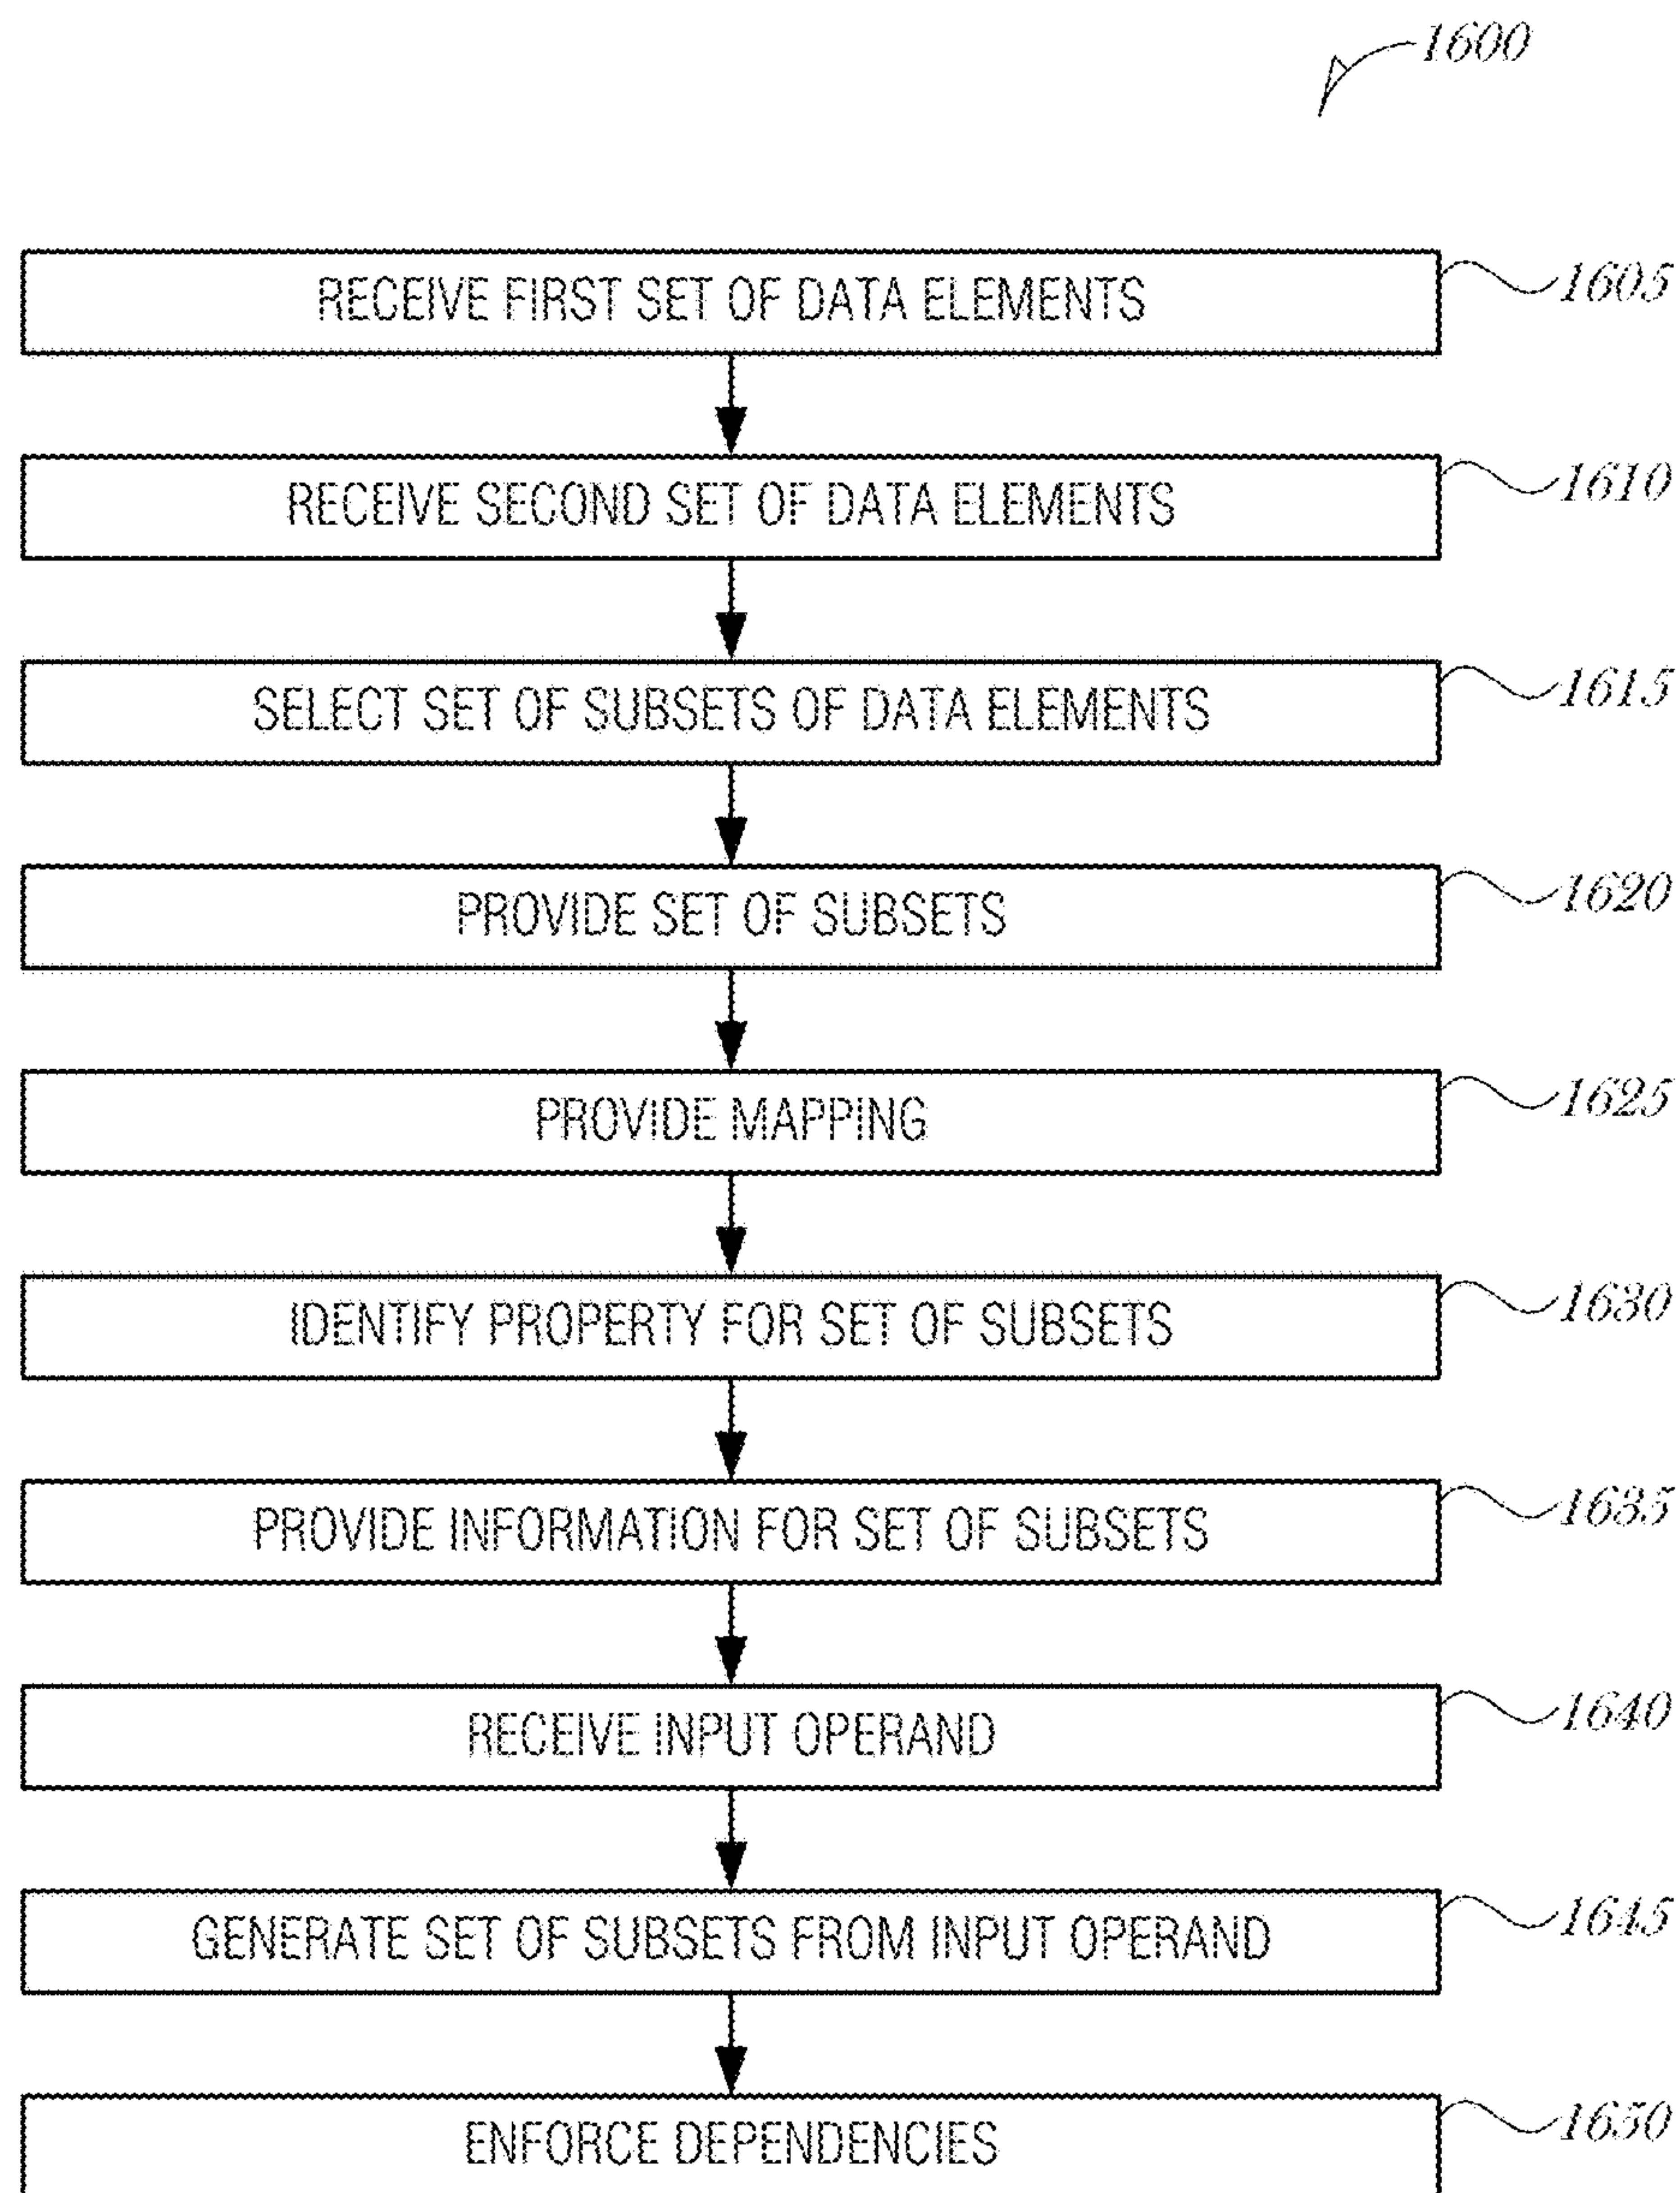 1600
RECEIVE FIRST SET OF DATA ELEMENTS
1605
RECEIVE SECOND SET OF DATA ELEMENTS
1610
SELECT SET OF SUBSETS OF DATA ELEMENTS
1615
PROVIDE SET OF SUBSETS
1620
PROVIDE MAPPING
1625
IDENTIFY PROPERTY FOR SET OF SUBSETS
1630
PROVIDE INFORMATION FOR SET OF SUBSETS
1635
RECEIVE INPUT OPERAND
1640
GENERATE SET OF SUBSETS FROM INPUT OPERAND
1645
ENFORCE DEPENDENCIES
1650